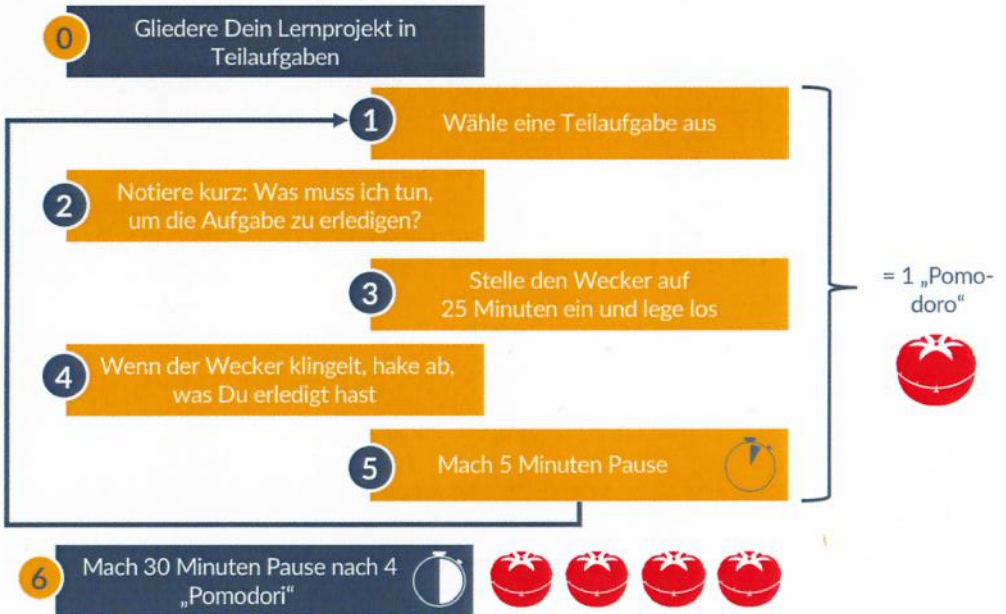 0
Gliedere Dein Lernprojekt in
Teilaufgaben
1
Wähle eine Teilaufgabe aus
2
Notiere kurz: Was muss ich tun,
um die Aufgabe zu erledigen?
3
Stelle den Wecker auf
25 Minuten ein und lege los
4
Wenn der Wecker klingelt, hake ab,
was Du erledigt hast
5
Mach 5 Minuten Pause
= 1 „Pomo-
doro“
6
Mach 30 Minuten Pause nach 4
„Pomodori“